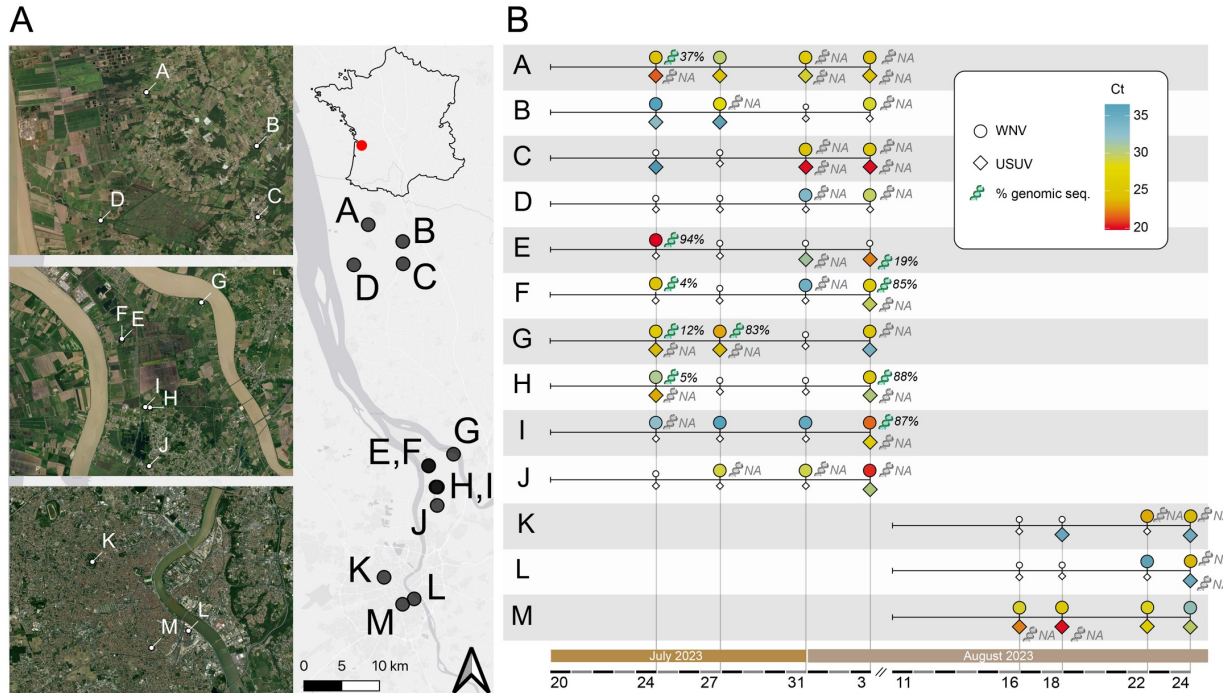 A
A
B
C
D
G
F E
I H
J
K
L
M
A
B
D
C
G
E,F
H,I
J
K
L
M
0 5 10 km
B
A 37% NA NA
NA NA NA
B NA NA
C NA NA
NA NA
D NA NA
E 94%
NA 19%
F 4% NA 85%
NA
G 12% 83% NA
NA NA
H 5% 88%
NA NA
I NA 87%
NA
J NA NA NA
K NA NA
L NA
NA
M
NA NA
Ct
WNV
USUV
% genomic seq.
35
30
25
20
July 2023 August 2023
20 24 27 31 3 // 11 16 18 22 24